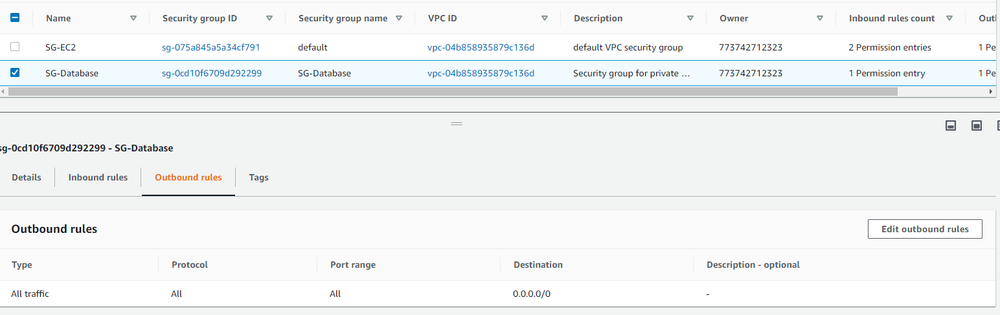 Name Security group ID Security group name VPC ID Description Owner Inbound rules count Outl
SG-EC2 sg-075a845a5a34cf791 default vpc-04b858935879c136d default VPC security group 773742712323 2 Permission entries 1 Pe
SG-Database sg-0cd10f6709d292299 SG-Database vpc-04b858935879c136d Security group for private ... 773742712323 1 Permission entry 1 Pe
sg-0cd10f6709d292299 - SG-Database
Details Inbound rules Outbound rules Tags
Outbound rules Edit outbound rules
Type Protocol Port range Destination Description - optional
All traffic All All 0.0.0.0/0 -